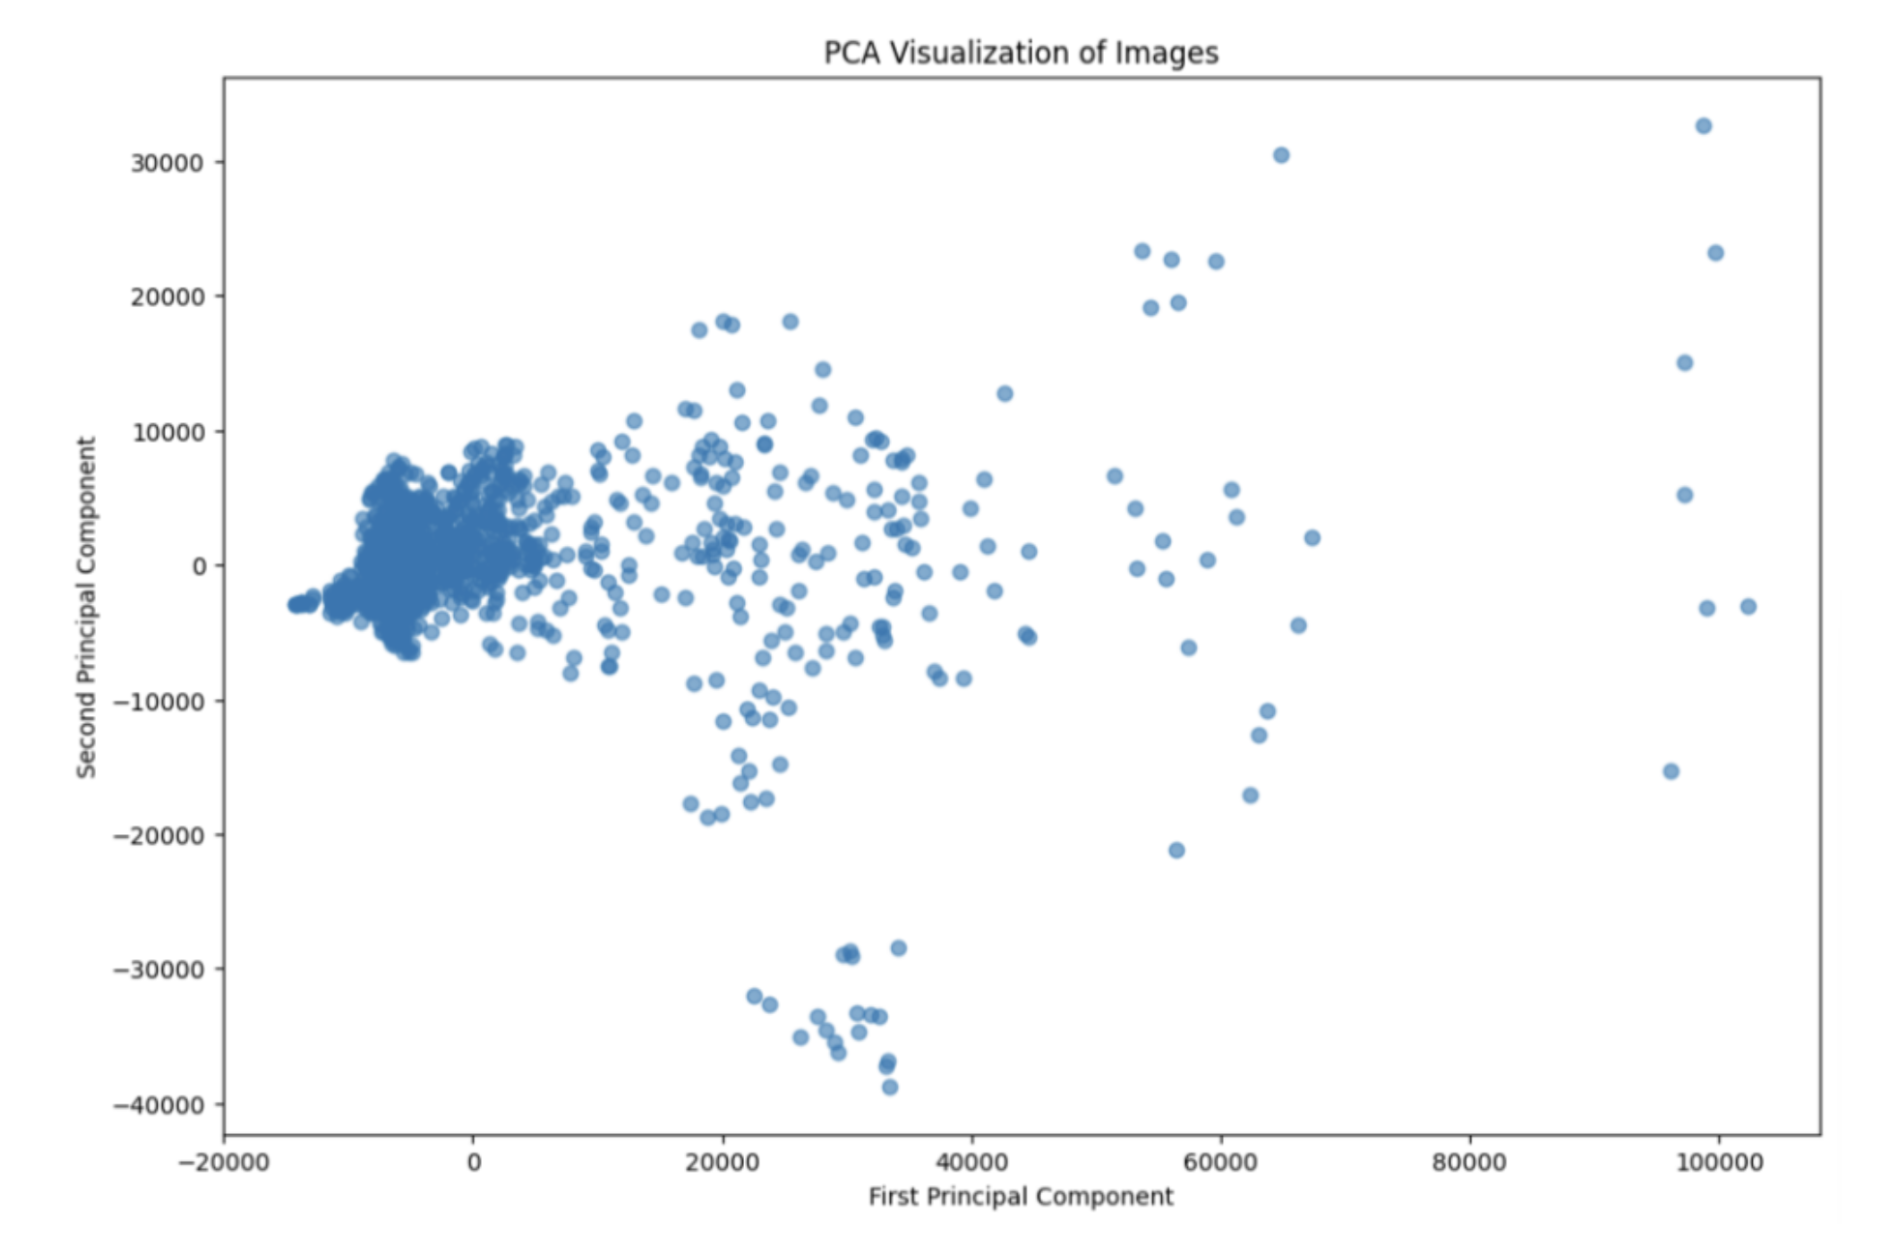 PCA Visualization of Images
30000
20000
10000
0
−10000
−20000
−30000
−40000
Second Principal Component
−20000 0 20000 40000 60000 80000 100000
First Principal Component